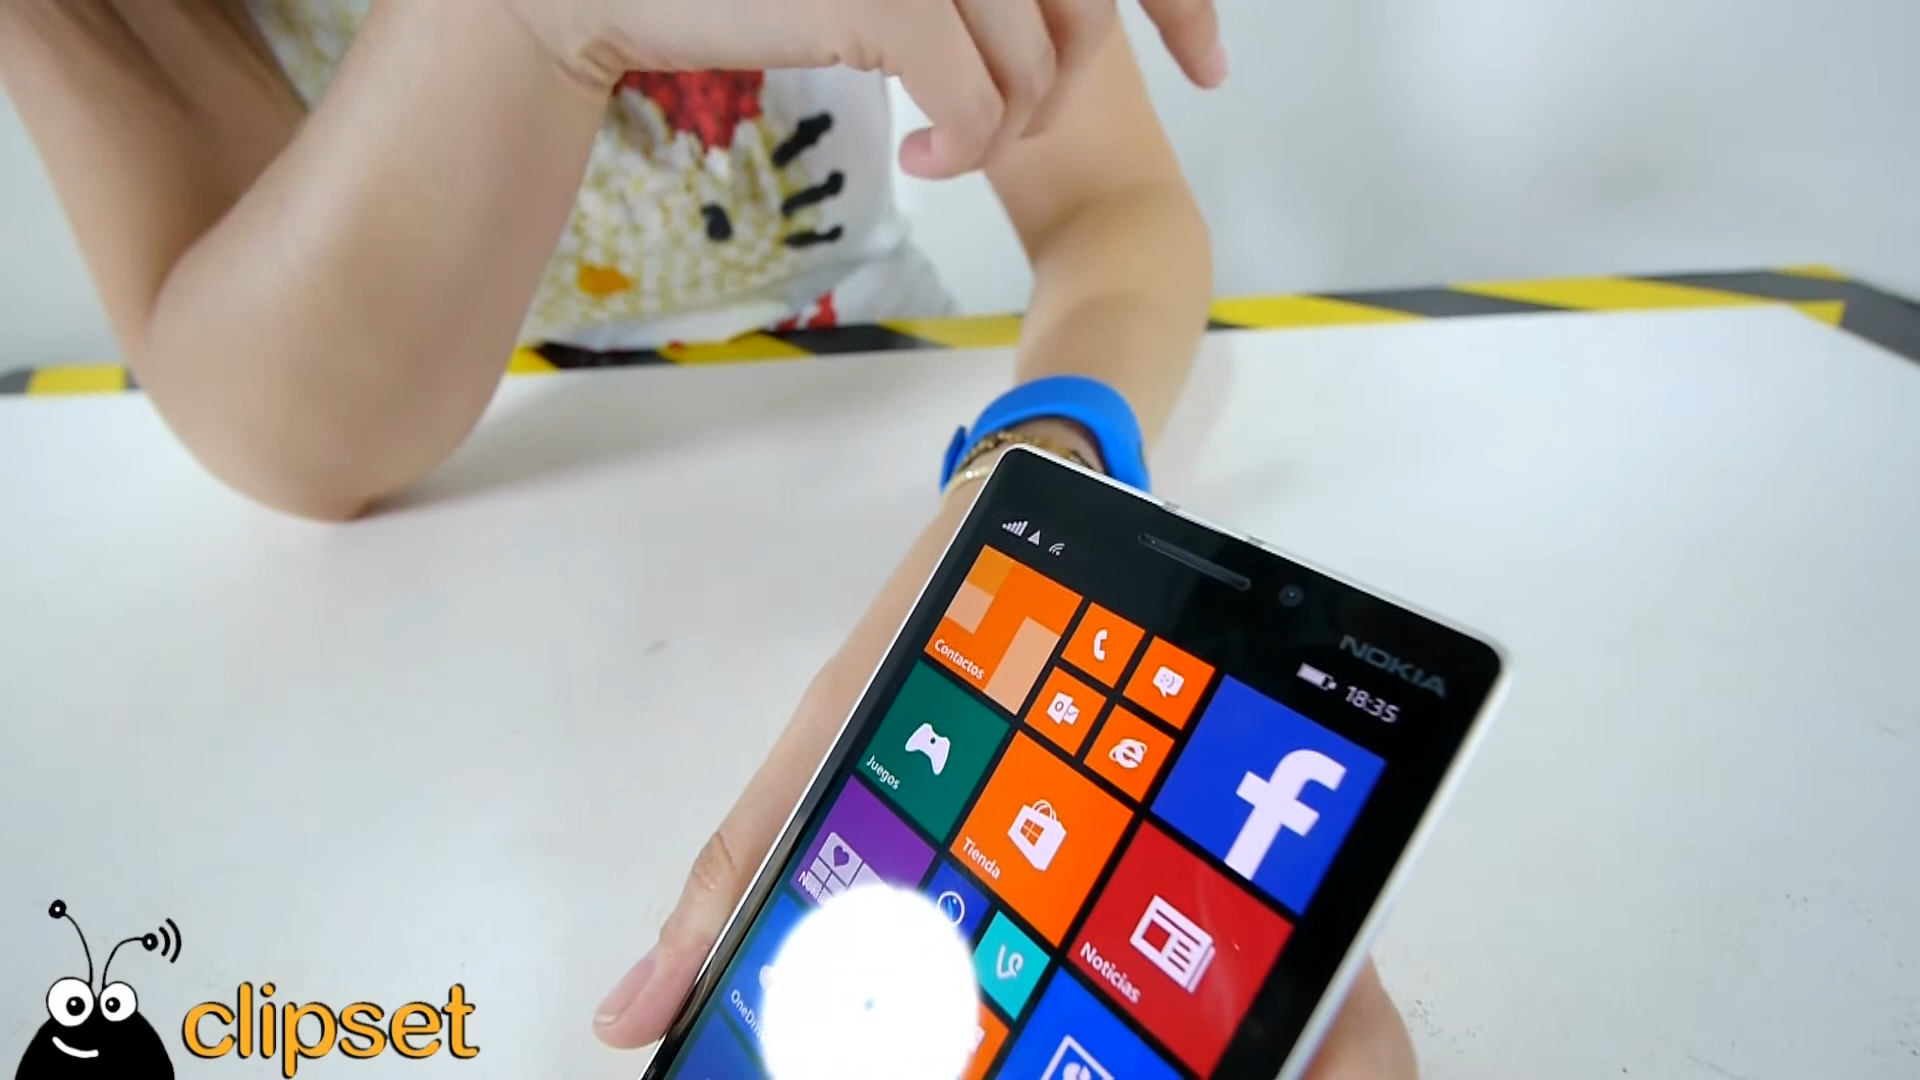 NOKIA
18:35
Contactos
Juegos
Tienda
Noticias
clipset